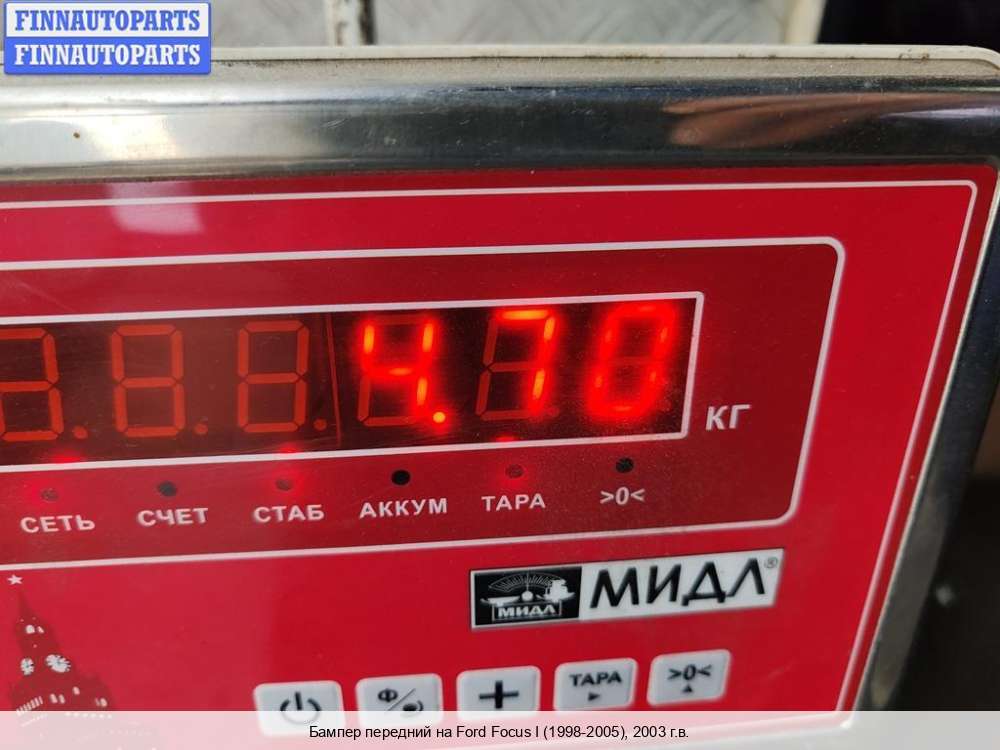 FINNAUTOPARTS
FINNAUTOPARTS
4.70
КГ
СЕТЬ СЧЕТ СТАБ АККУМ ТАРА >0<
МИДЛ МИДЛ®
Ф/ + ТАРА >0<
Бампер передний на Ford Focus I (1998-2005), 2003 г.в.